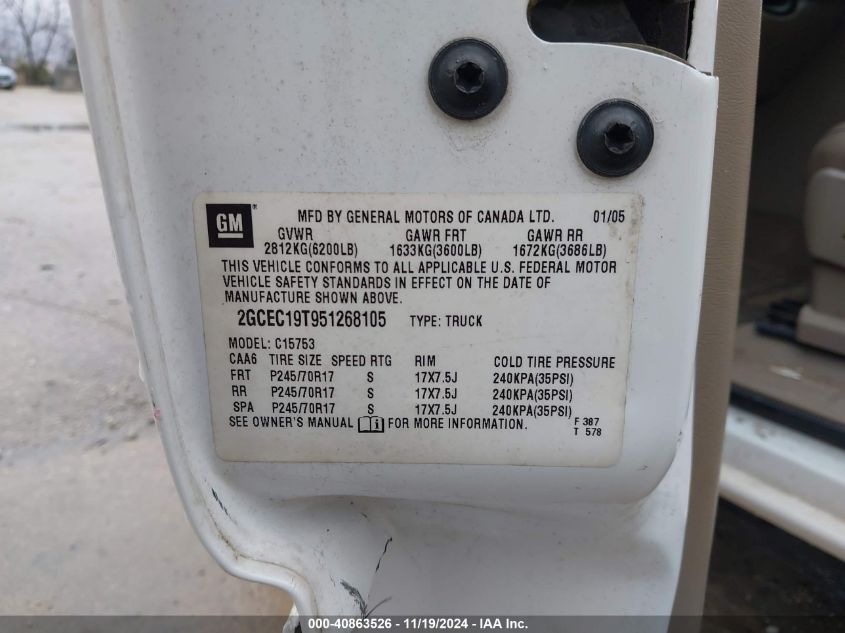 GM ® MFD BY GENERAL MOTORS OF CANADA LTD. 01/05
GVWR GAWR FRT GAWR RR
2812KG(6200LB) 1633KG(3600LB) 1672KG(3686LB)
THIS VEHICLE CONFORMS TO ALL APPLICABLE U.S. FEDERAL MOTOR
VEHICLE SAFETY STANDARDS IN EFFECT ON THE DATE OF
MANUFACTURE SHOWN ABOVE.
2GCEC19T951268105 TYPE: TRUCK
MODEL: C15753
CAA6 TIRE SIZE SPEED RTG RIM COLD TIRE PRESSURE
FRT P245/70R17 S 17X7.5J 240KPA(35PSI)
RR P245/70R17 S 17X7.5J 240KPA(35PSI)
SPA P245/70R17 S 17X7.5J 240KPA(35PSI)
SEE OWNER'S MANUAL i FOR MORE INFORMATION. F 387
T 578
000-40863526 - 11/19/2024 - IAA Inc.